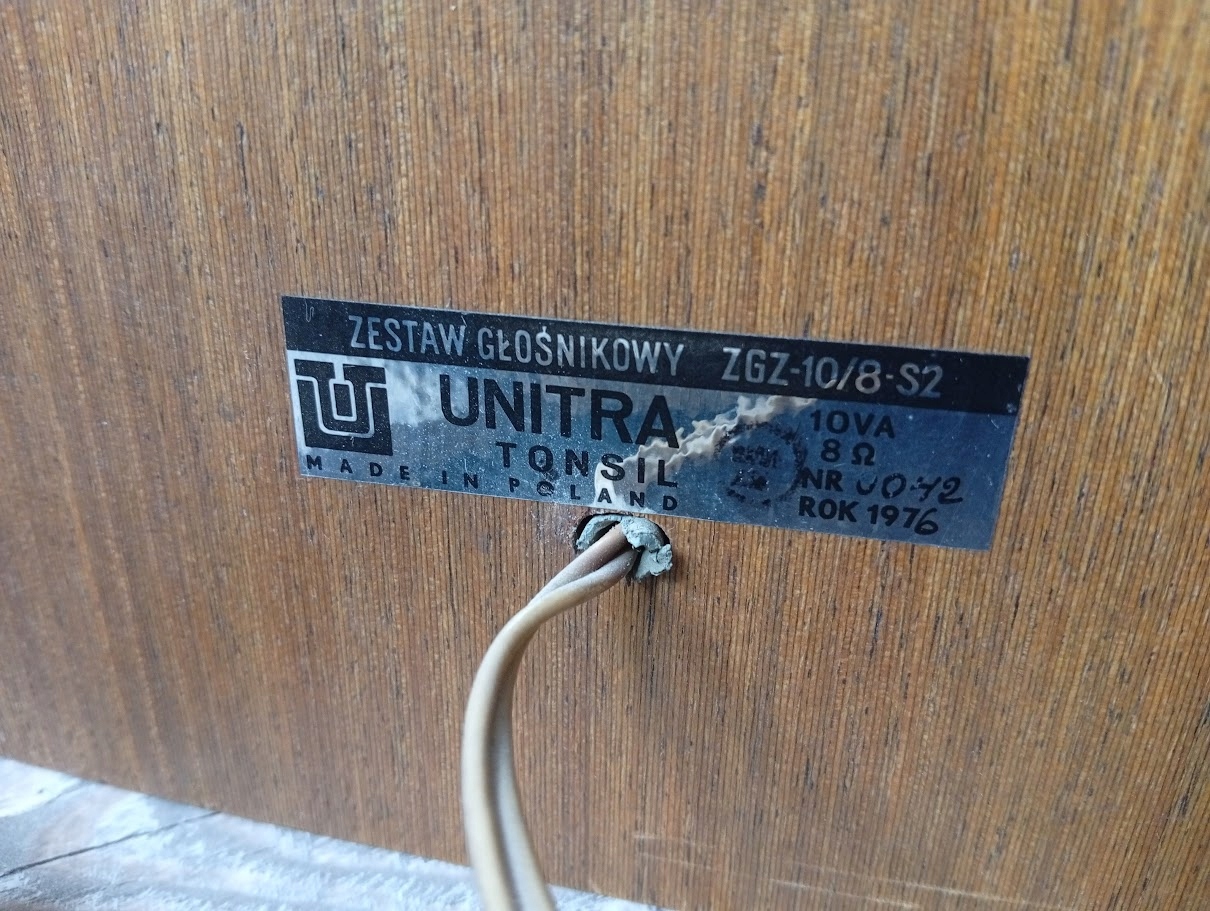 ZESTAW GŁOŚNIKOWY ZGZ-10/8-S2
UNITRA
TONSIL
MADE IN POLAND
10VA
8 Ω
NR 0042
ROK 1976